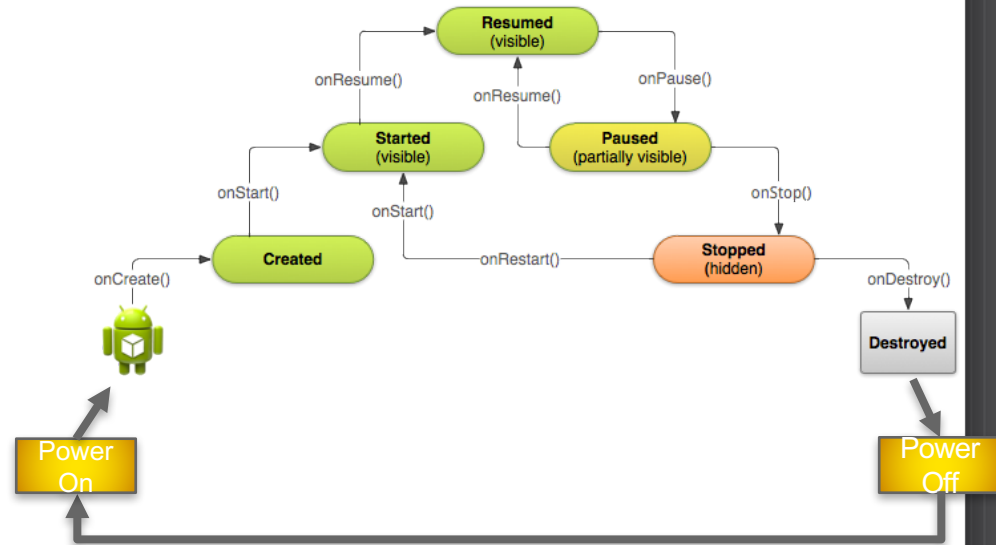 Resumed
(visible)
onResume()
onResume()
onPause()
Started
(visible)
Paused
(partially visible)
onStart()
onStart()
onStop()
Created
onRestart()
Stopped
(hidden)
onCreate()
onDestroy()
Destroyed
Power
On
Power
Off